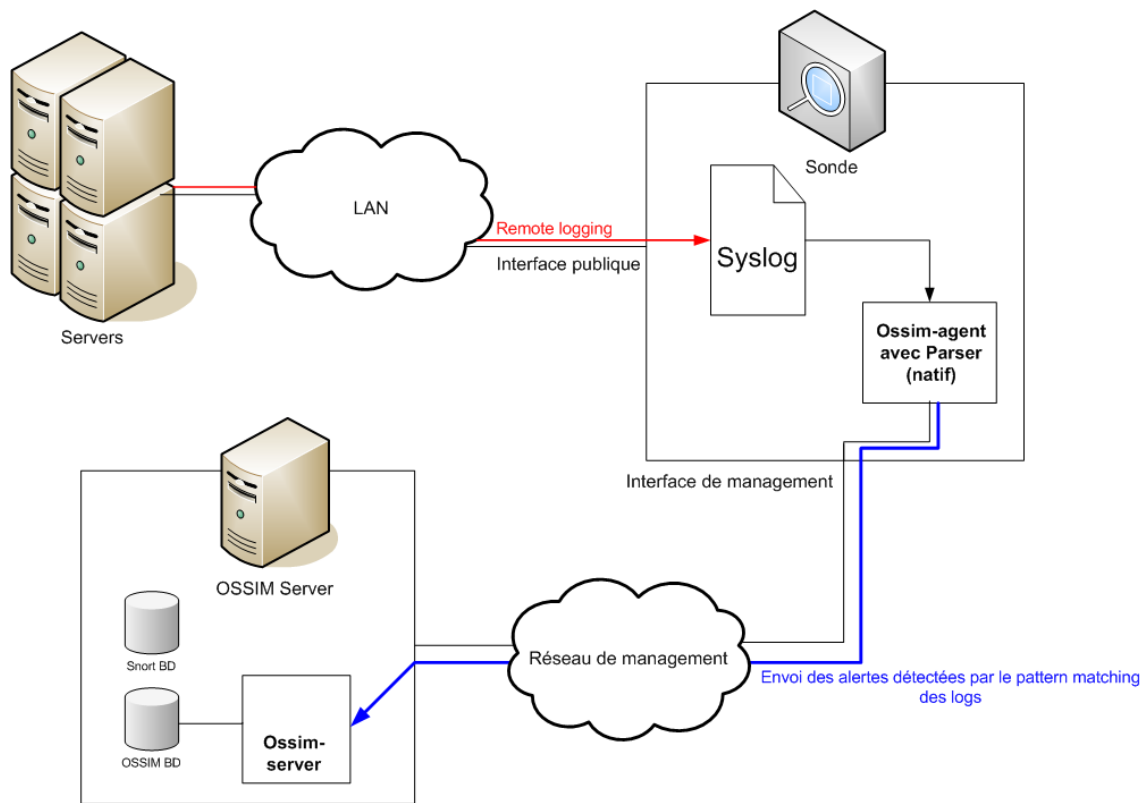 Sonde
LAN
Remote logging
Interface publique
Syslog
Servers
Ossim-agent
avec Parser
(natif)
Interface de management
OSSIM Server
Snort BD
Réseau de management
Envoi des alertes détectées par le pattern matching
des logs
OSSIM BD
Ossim-
server